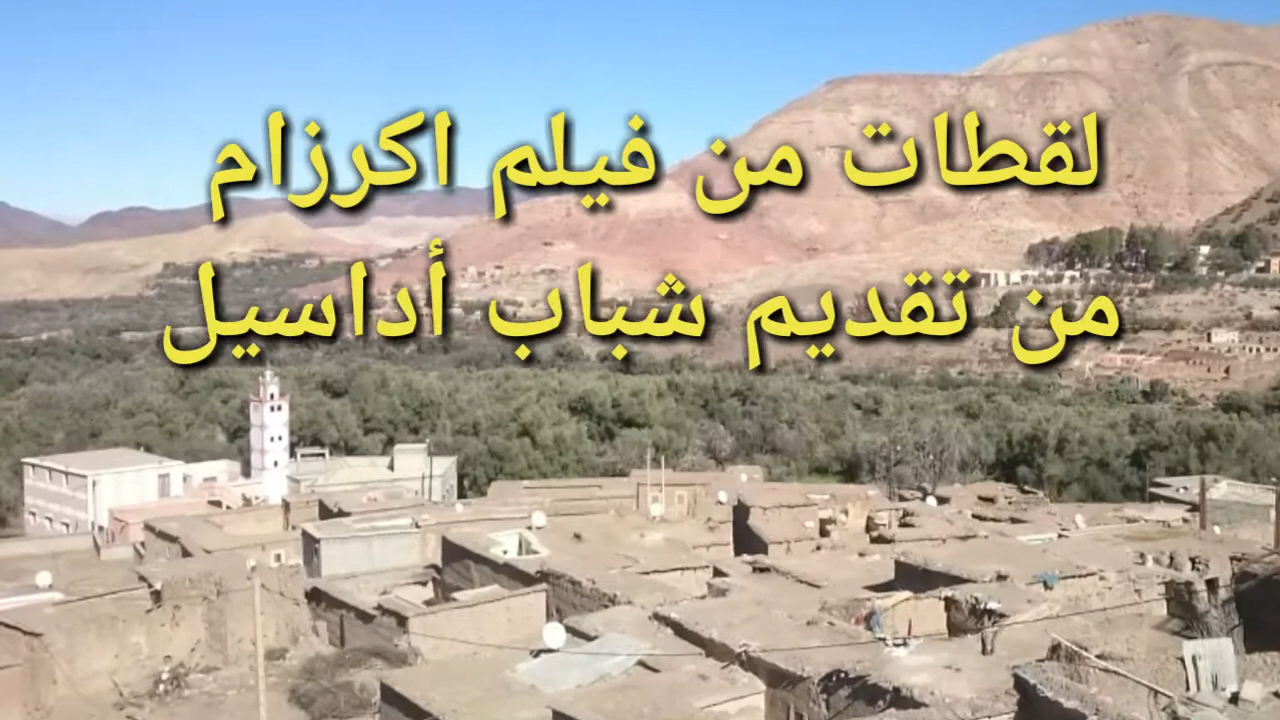 لقطات من فيلم اكرزام
من تقديم شباب أداسيل